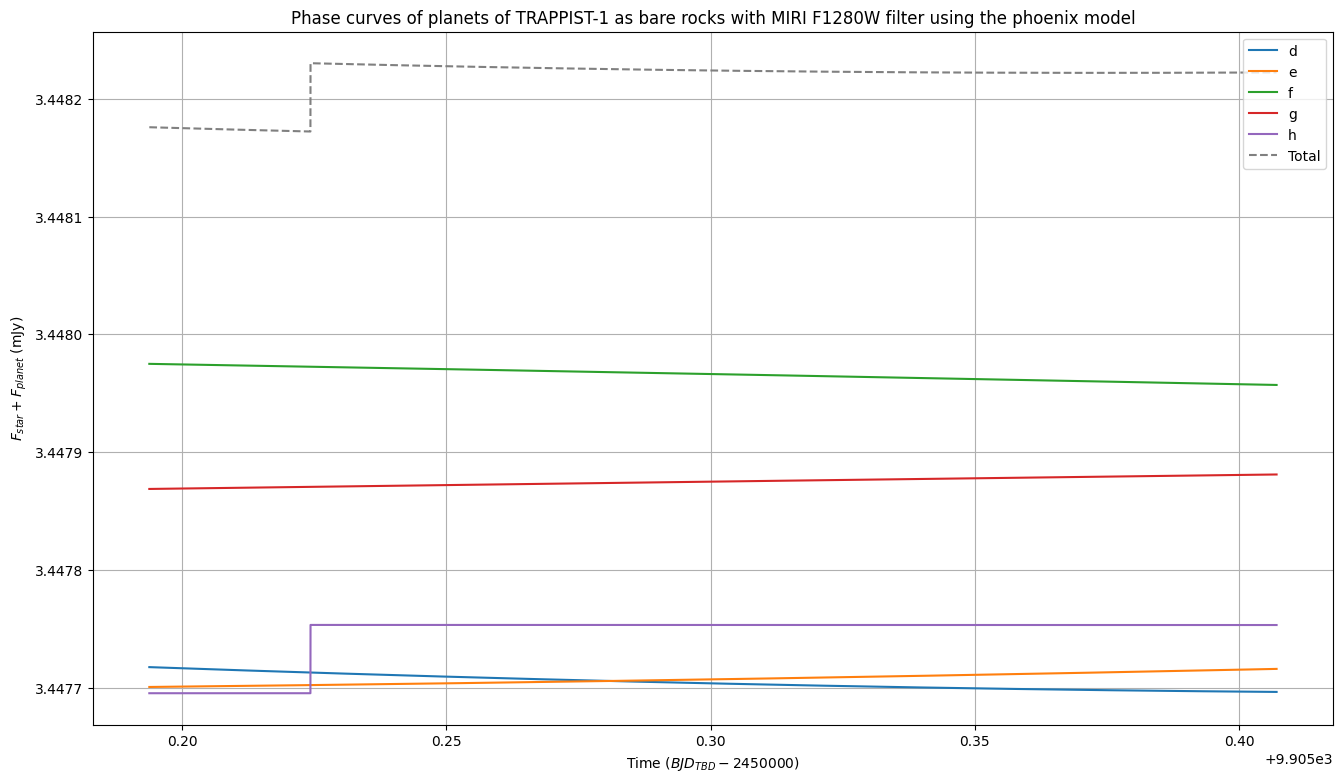 Phase curves of planets of TRAPPIST-1 as bare rocks with MIRI F1280W filter using the phoenix model
d
e
f
g
h
Total
3.4482
3.4481
3.44800
3.4479
3.4478
3.4477
F_star + F_planet (mJy)
0.20
0.25
0.30
0.35
0.40
+9.905e3
Time (BJD_TBD − 2450000)